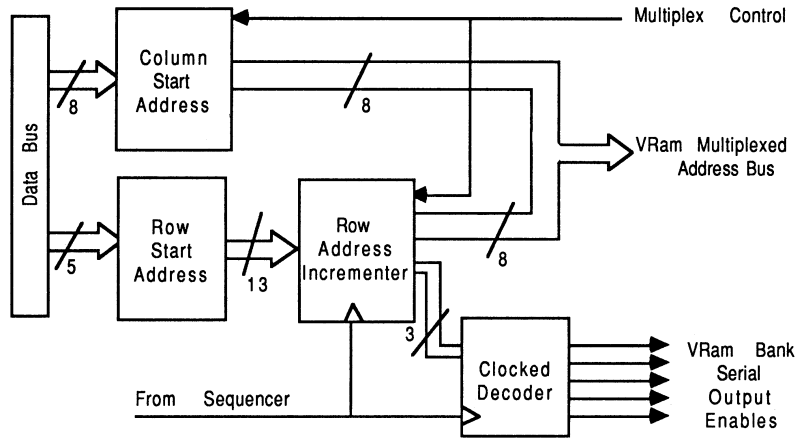 Multiplex Control
Column
Start
Address
8
8
Data Bus
VRam Multiplexed
Address Bus
Row
Start
Address
5
13
Row
Address
Incrementer
8
3
Clocked
Decoder
VRam Bank
Serial
Output
Enables
From Sequencer